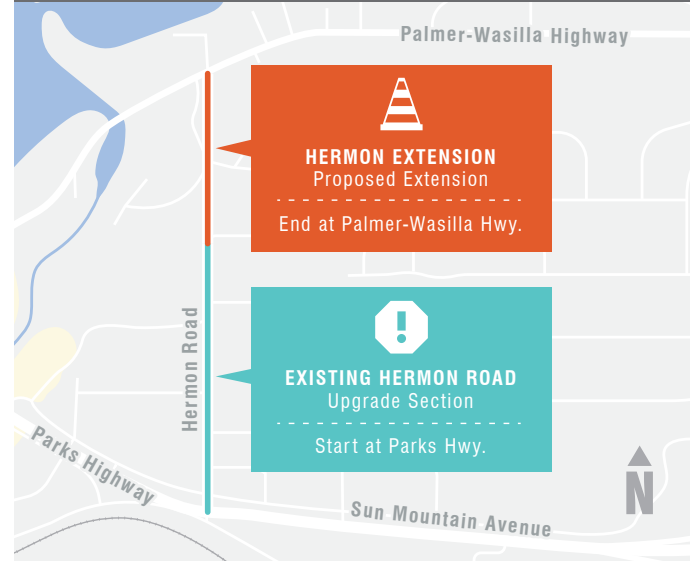 Palmer-Wasilla Highway
HERMON EXTENSION
Proposed Extension
End at Palmer-Wasilla Hwy.
Hermon Road
EXISTING HERMON ROAD
Upgrade Section
Start at Parks Hwy.
Parks Highway
Sun Mountain Avenue
N